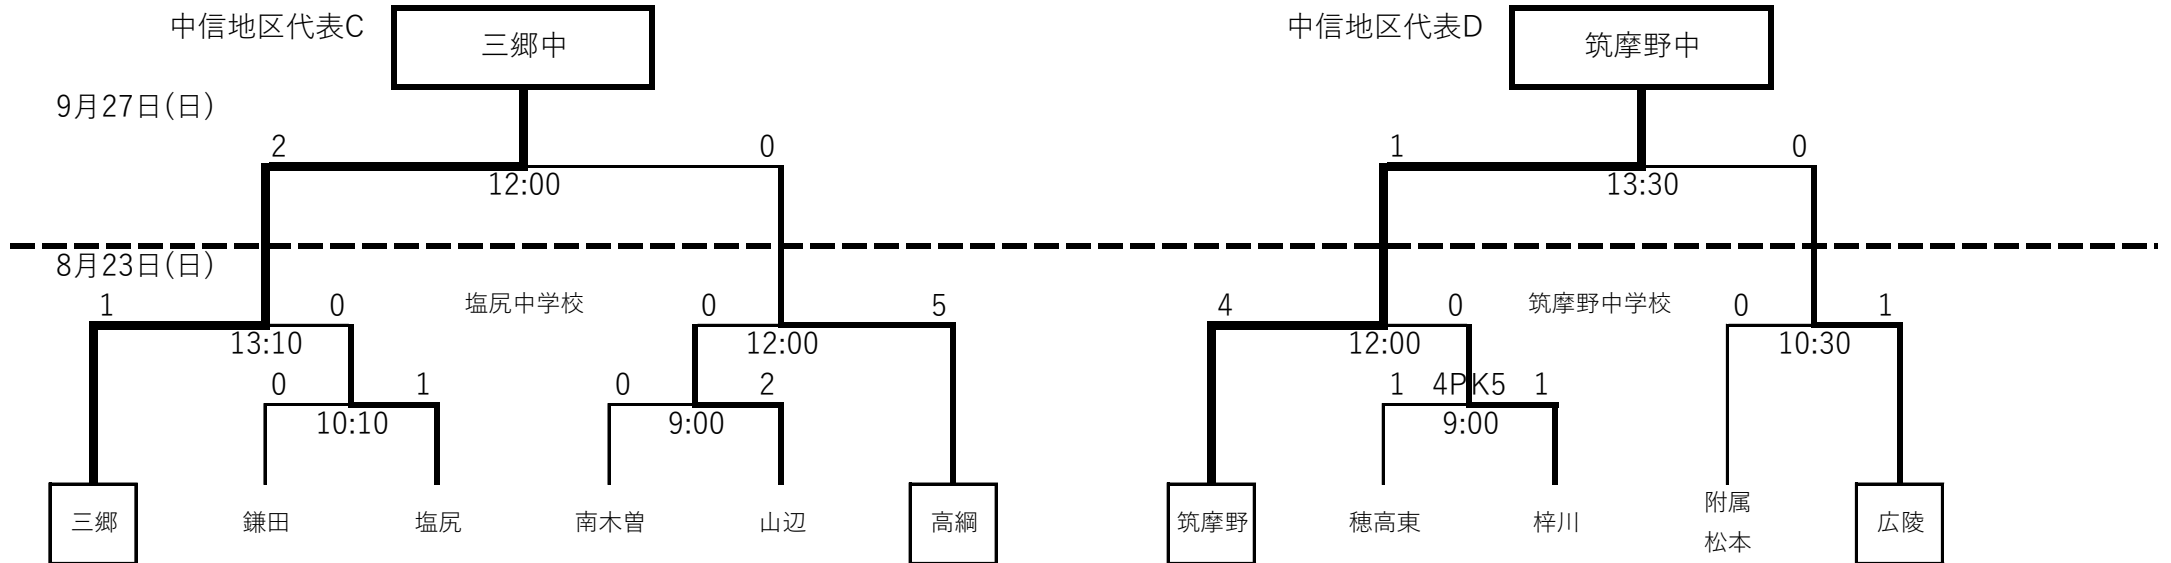 中信地区代表C 三郷中 中信地区代表D 筑摩野中
9月27日(日)
2 0 1 0
12:00 13:30
8月23日(日)
1 0 塩尻中学校 0 5 4 0 筑摩野中学校 0 1
13:10 12:00 12:00 10:30
0 1 0 2 1 4PK5 1
10:10 9:00 9:00
三郷 鎌田 塩尻 南木曽 山辺 高綱 筑摩野 穂高東 梓川 附属 広陵
松本